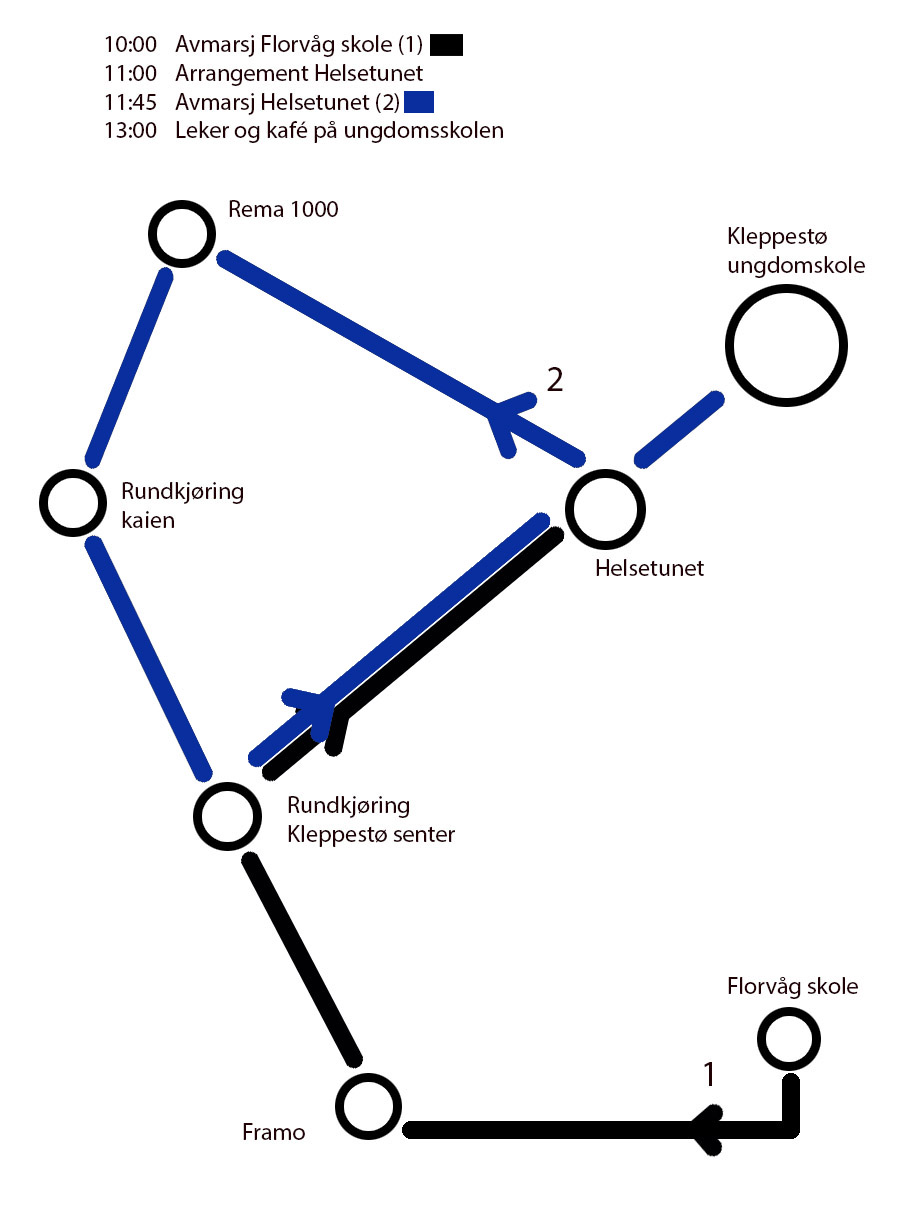 10:00 Avmarsj Florvåg skole (1)
11:00 Arrangement Helsetunet
11:45 Avmarsj Helsetunet (2)
13:00 Leker og kafé på ungdomsskolen
Rema 1000
Kleppestø
ungdomskole
2
Rundkjøring
kaien
Helsetunet
Rundkjøring
Kleppestø senter
Florvåg skole
1
Framo